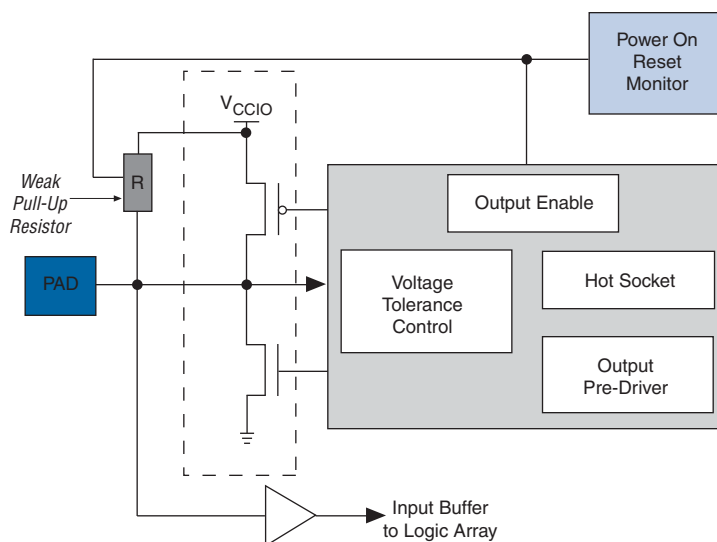 Power On
Reset
Monitor
V_CCIO
R
Weak
Pull-Up
Resistor
Output Enable
PAD
Voltage
Tolerance
Control
Hot Socket
Output
Pre-Driver
Input Buffer
to Logic Array